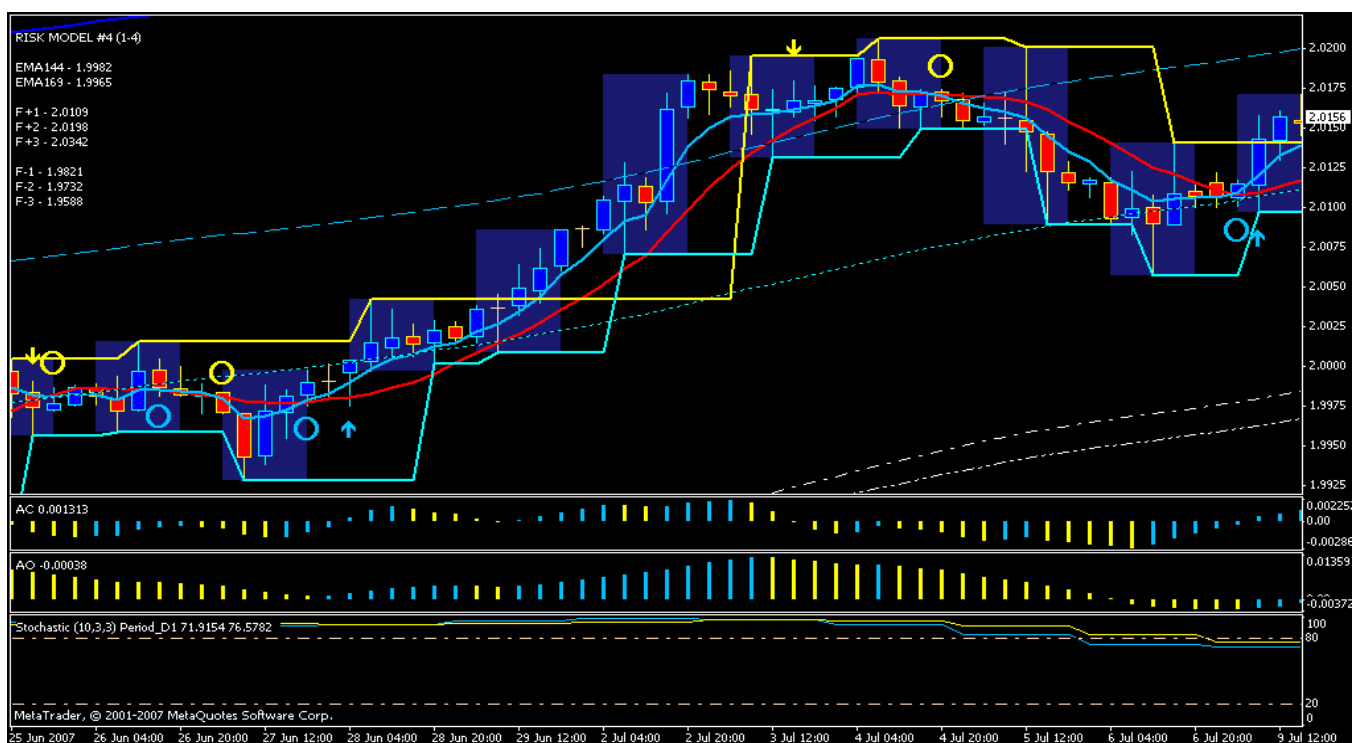 RISK MODEL #4 (1-4)
EMA144 - 1.9982
EMA169 - 1.9965
F+1 - 2.0109
F+2 - 2.0198
F+3 - 2.0342
F-1 - 1.9821
F-2 - 1.9732
F-3 - 1.9588
2.0200
2.0175
2.0156
2.0150
2.0125
2.0100
2.0075
2.0050
2.0025
2.0000
1.9975
1.9950
1.9925
AC 0.001313
0.002252
0.00
-0.00286
AO -0.00038
0.01359
-0.00372
Stochastic (10,3,3) Period_D1 71.9154 76.5782
100
80
20
0
MetaTrader, © 2001-2007 MetaQuotes Software Corp.
25 Jun 2007 26 Jun 04:00 26 Jun 20:00 27 Jun 12:00 28 Jun 04:00 28 Jun 20:00 29 Jun 12:00 2 Jul 04:00 2 Jul 20:00 3 Jul 12:00 4 Jul 04:00 4 Jul 20:00 5 Jul 12:00 6 Jul 04:00 6 Jul 20:00 9 Jul 12:00